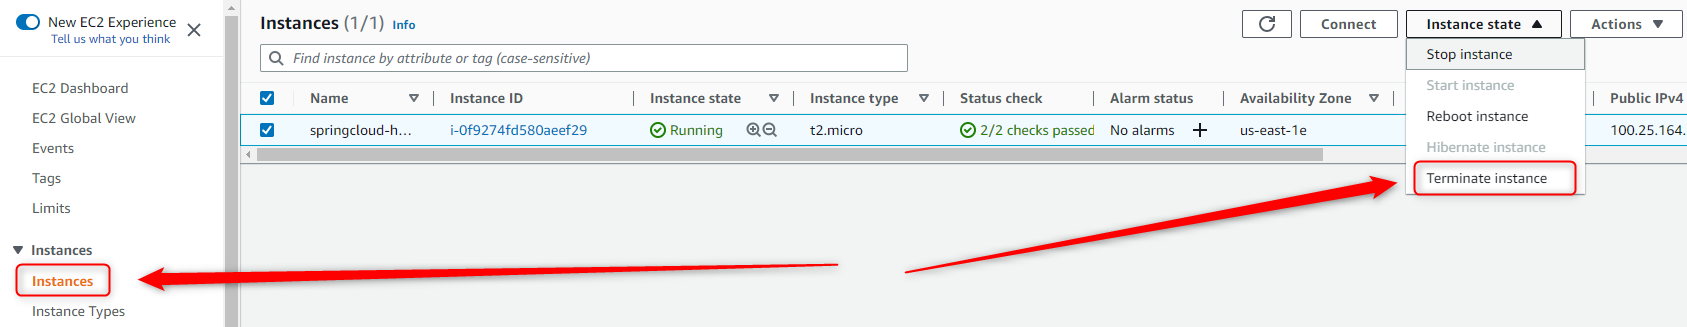 New EC2 Experience
Tell us what you think
EC2 Dashboard
EC2 Global View
Events
Tags
Limits
Instances
Instances
Instance Types
Instances (1/1) Info
Connect
Instance state
Actions
Find instance by attribute or tag (case-sensitive)
Stop instance
Start instance
Reboot instance
Hibernate instance
Terminate instance
Name Instance ID Instance state Instance type Status check Alarm status Availability Zone Public IPv4
springcloud-h... i-0f9274fd580aeef29 Running t2.micro 2/2 checks passed No alarms us-east-1e 100.25.164.